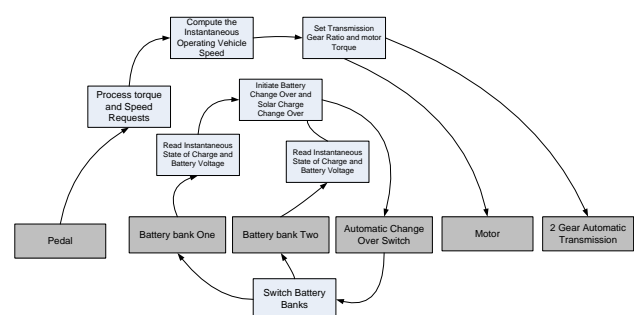 Compute the
Instantaneous
Operating Vehicle
Speed
Set Transmission
Gear Ratio and motor
Torque
Process torque
and Speed
Requests
Initiate Battery
Change Over and
Solar Charge
Change Over
Read Instantaneous
State of Charge and
Battery Voltage
Read Instantaneous
State of Charge and
Battery Voltage
Pedal
Battery bank One
Battery bank Two
Automatic Change
Over Switch
Motor
2 Gear Automatic
Transmission
Switch Battery
Banks